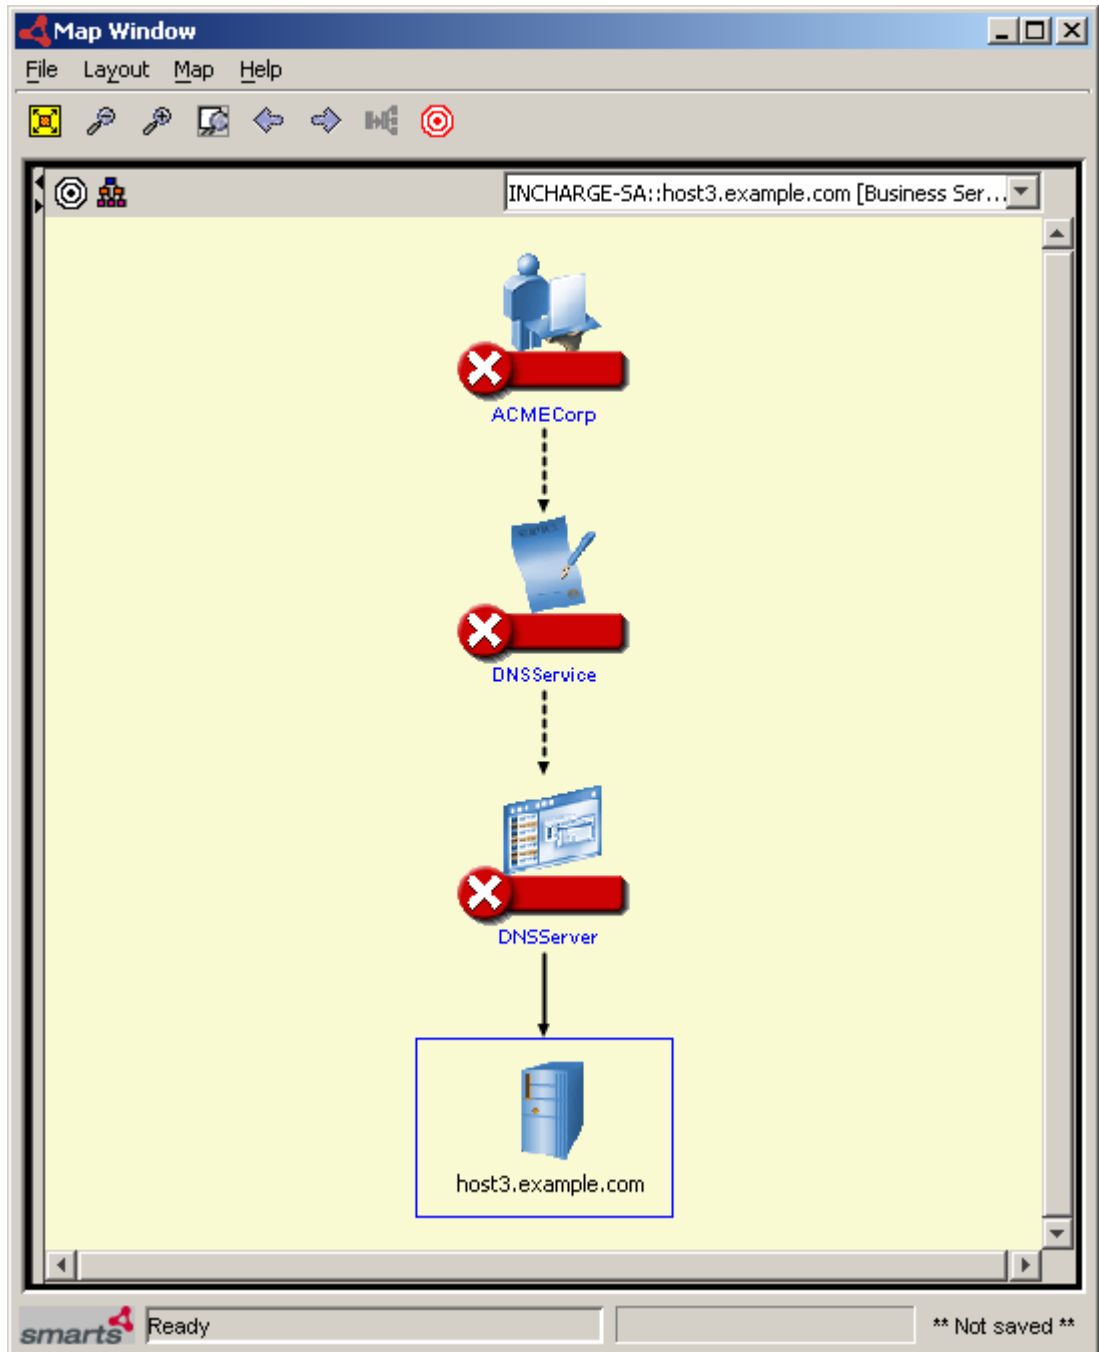 Map Window
File Layout Map Help
INCHARGE-SA::host3.example.com [Business Ser...
ACMECorp
DNSService
DNSServer
host3.example.com
smarts Ready ** Not saved **